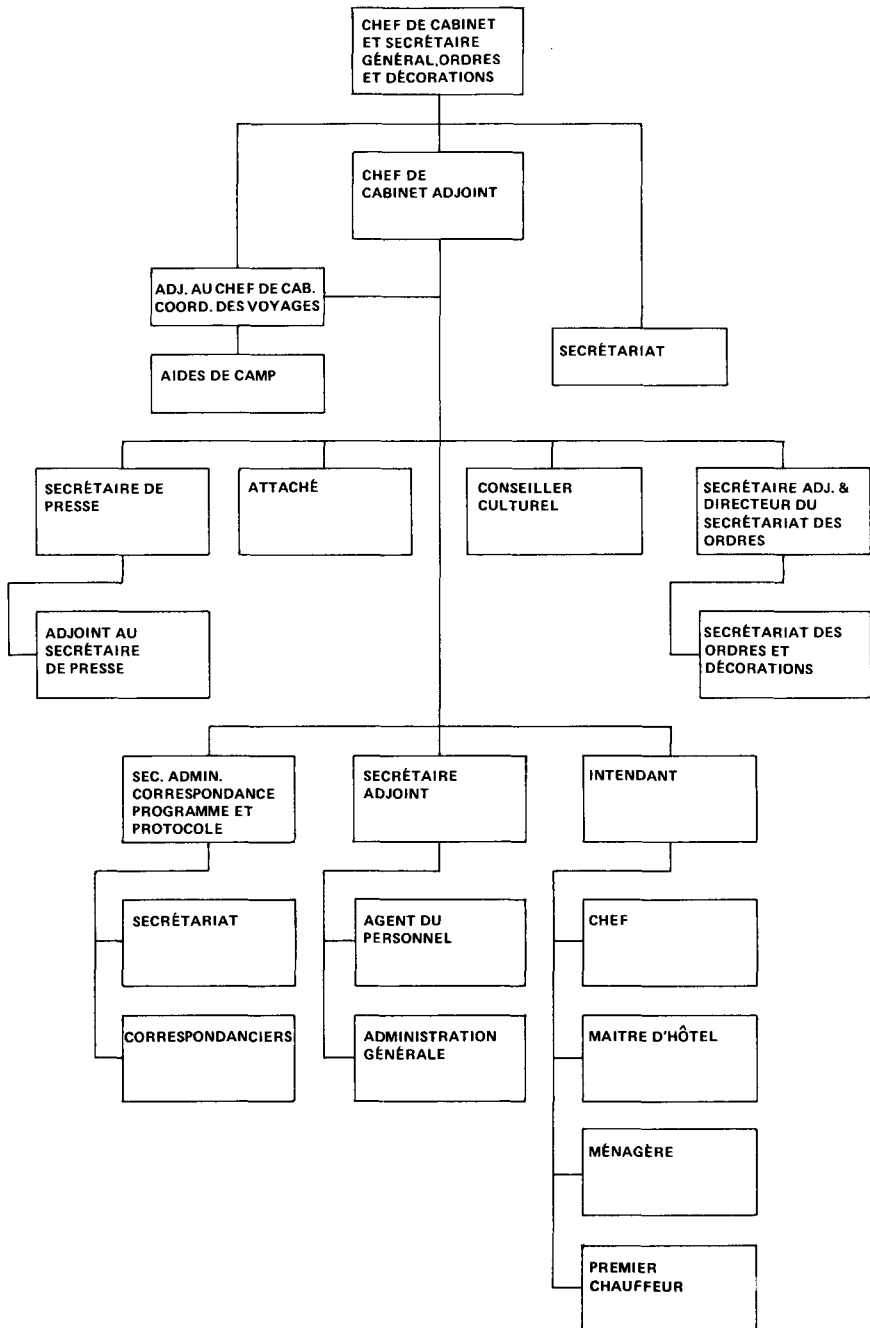 CHEF DE CABINET
ET SECRÉTAIRE
GÉNÉRAL,ORDRES
ET DÉCORATIONS
CHEF DE
CABINET ADJOINT
ADJ. AU CHEF DE CAB.
COORD. DES VOYAGES
AIDES DE CAMP
SECRÉTARIAT
SECRÉTAIRE DE
PRESSE
ATTACHÉ
CONSEILLER
CULTUREL
SECRÉTAIRE ADJ. &
DIRECTEUR DU
SECRÉTARIAT DES
ORDRES
ADJOINT AU
SECRÉTAIRE
DE PRESSE
SECRÉTARIAT DES
ORDRES ET
DÉCORATIONS
SEC. ADMIN.
CORRESPONDANCE
PROGRAMME ET
PROTOCOLE
SECRÉTAIRE
ADJOINT
INTENDANT
SECRÉTARIAT
AGENT DU
PERSONNEL
CHEF
CORRESPONDANCIERS
ADMINISTRATION
GÉNÉRALE
MAITRE D'HÔTEL
MÉNAGÈRE
PREMIER
CHAUFFEUR